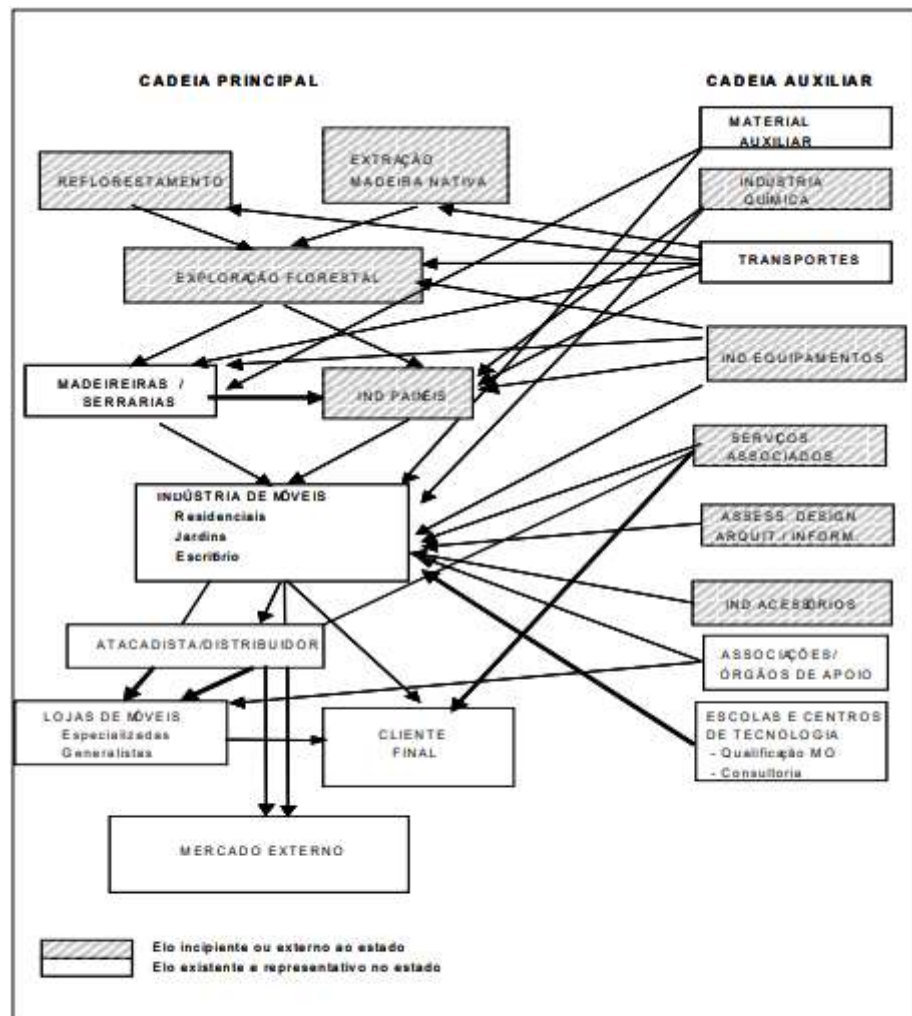 CADEIA PRINCIPAL
CADEIA AUXILIAR
MATERIAL
AUXILIAR
REFLORESTAMENTO
EXTRAÇÃO
MADEIRA NATIVA
INDÚSTRIA
QUÍMICA
TRANSPORTES
EXPLORAÇÃO FLORESTAL
IND EQUIPAMENTOS
MADEIREIRAS /
SERRARIAS
IND PAINÉIS
SERVIÇOS
ASSOCIADOS
INDÚSTRIA DE MÓVEIS
Residenciais
Jardins
Escritório
ASSESS. DESIGN
ARQUIT./ INFORM.
IND ACESSÓRIOS
ATACADISTA/DISTRIBUIDOR
ASSOCIAÇÕES/
ÓRGÃOS DE APOIO
LOJAS DE MÓVEIS
Especializadas
Generalistas
CLIENTE
FINAL
ESCOLAS E CENTROS
DE TECNOLOGIA
- Qualificação MO
- Consultoria
MERCADO EXTERNO
Elo incipiente ou externo ao estado
Elo existente e representativo no estado